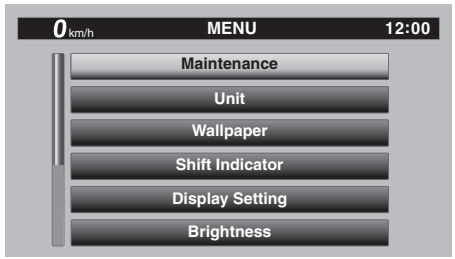 0 km/h MENU 12:00
Maintenance
Unit
Wallpaper
Shift Indicator
Display Setting
Brightness